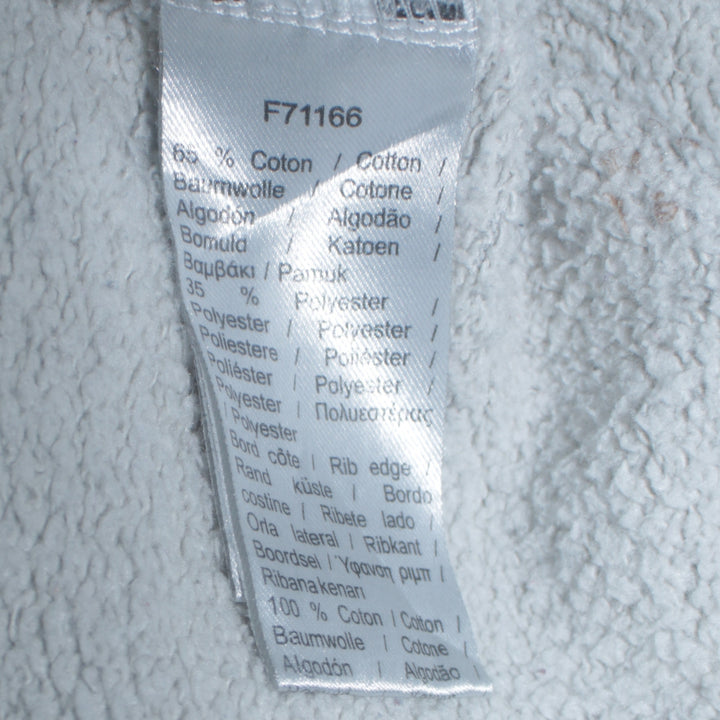 F71166
65 % Coton / Cotton /
Baumwolle / Cotone /
Algodón / Algodão /
Bomuld / Katoen /
Βαμβάκι / Pamuk
35 % Polyester /
Polyester / Polyester /
Poliestere / Poliéster /
Poliéster / Polyester /
Polyester / Πολυεστέρας
/ Polyester
Bord côte / Rib edge /
Rand küste / Bordo
costine / Ribete lado /
Orla lateral / Ribkant /
Boordsel / Ύφανση ριμπ /
Ribanakenarı
100 % Coton / Cotton /
Baumwolle / Cotone /
Algodón / Algodão /